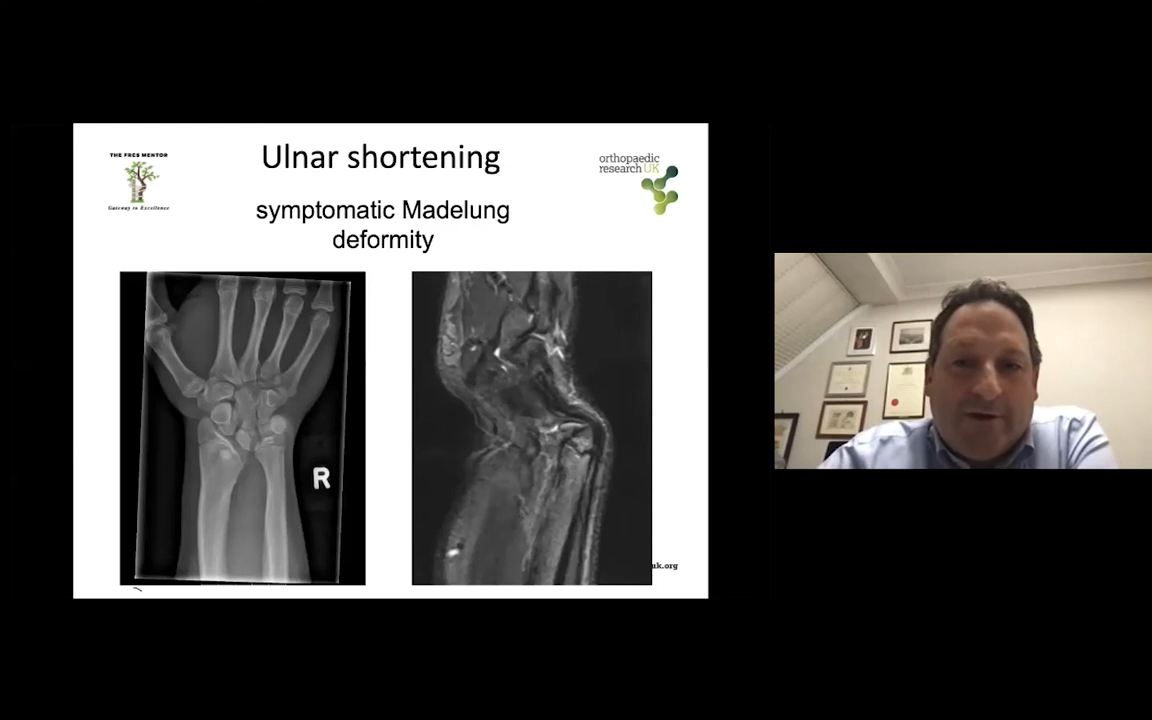 THE FRCS MENTOR
Gateway to Excellence
Ulnar shortening
orthopaedic
research UK
symptomatic Madelung
deformity
R
uk.org